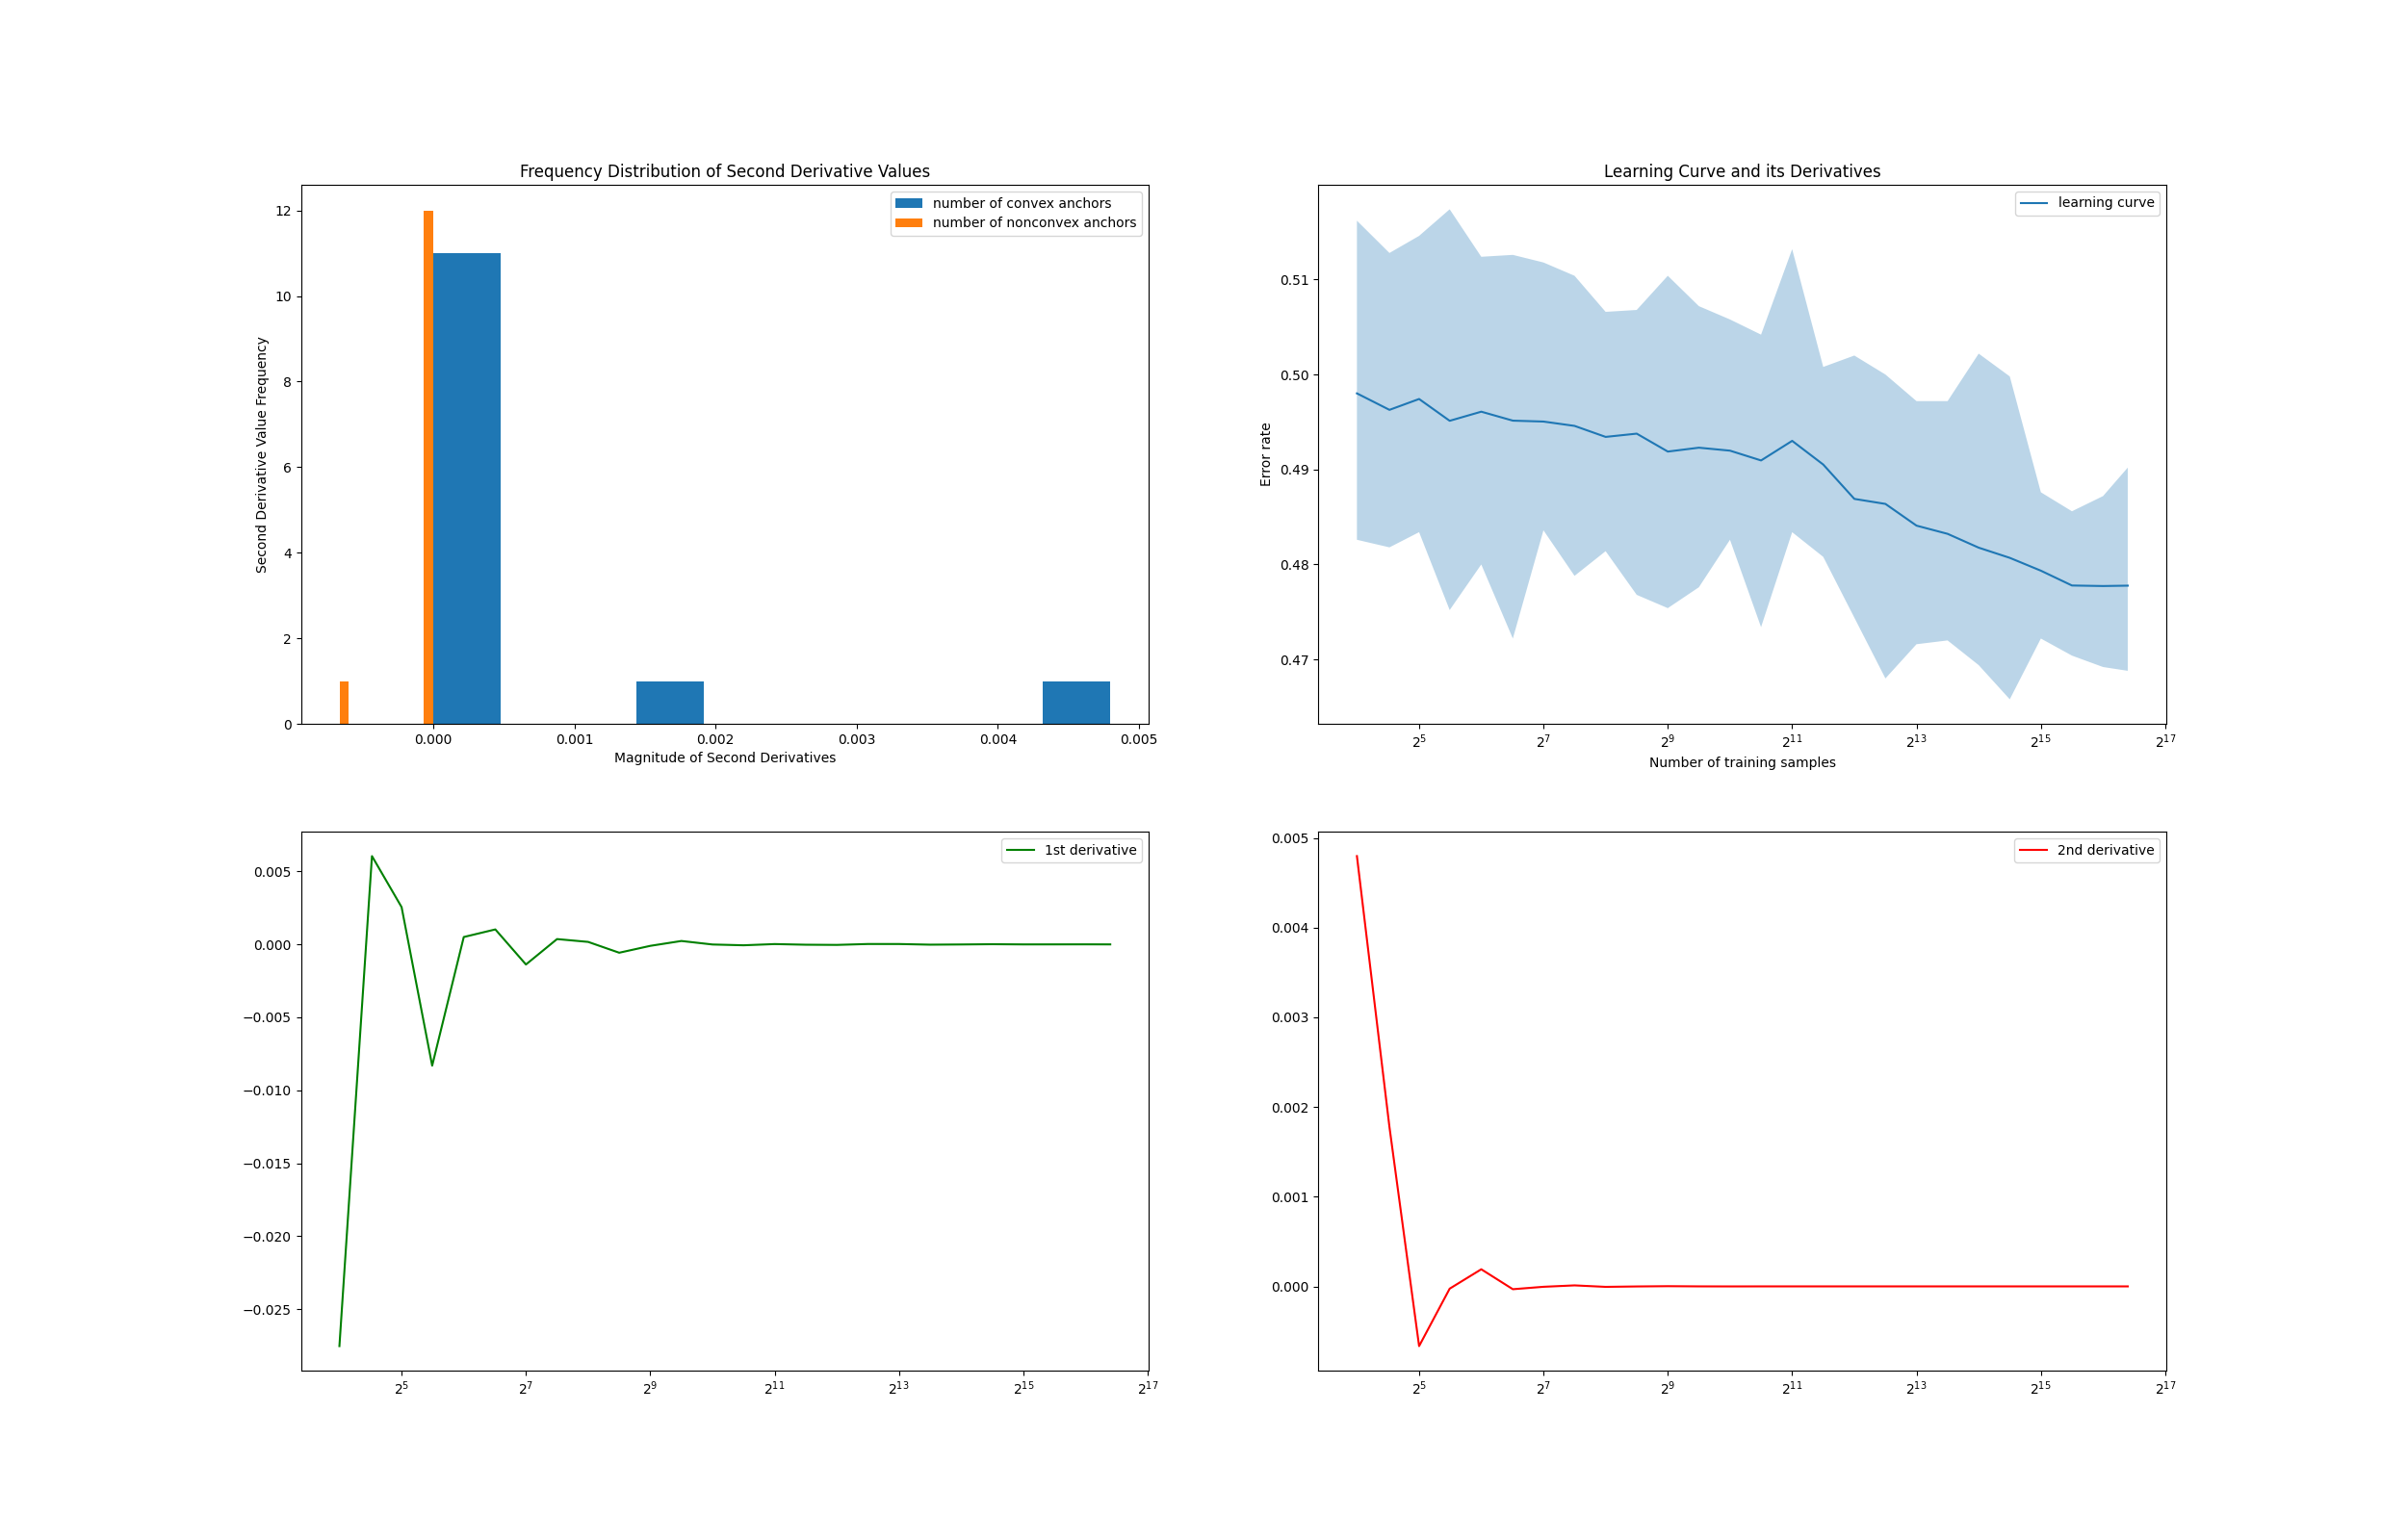 Frequency Distribution of Second Derivative Values
number of convex anchors
number of nonconvex anchors
12
10
8
6
4
2
0
Second Derivative Value Frequency
0.000 0.001 0.002 0.003 0.004 0.005
Magnitude of Second Derivatives
Learning Curve and its Derivatives
learning curve
0.51
0.50
0.49
0.48
0.47
Error rate
2^5 2^7 2^9 2^11 2^13 2^15 2^17
Number of training samples
1st derivative
0.005
0.000
−0.005
−0.010
−0.015
−0.020
−0.025
2^5 2^7 2^9 2^11 2^13 2^15 2^17
2nd derivative
0.005
0.004
0.003
0.002
0.001
0.000
2^5 2^7 2^9 2^11 2^13 2^15 2^17